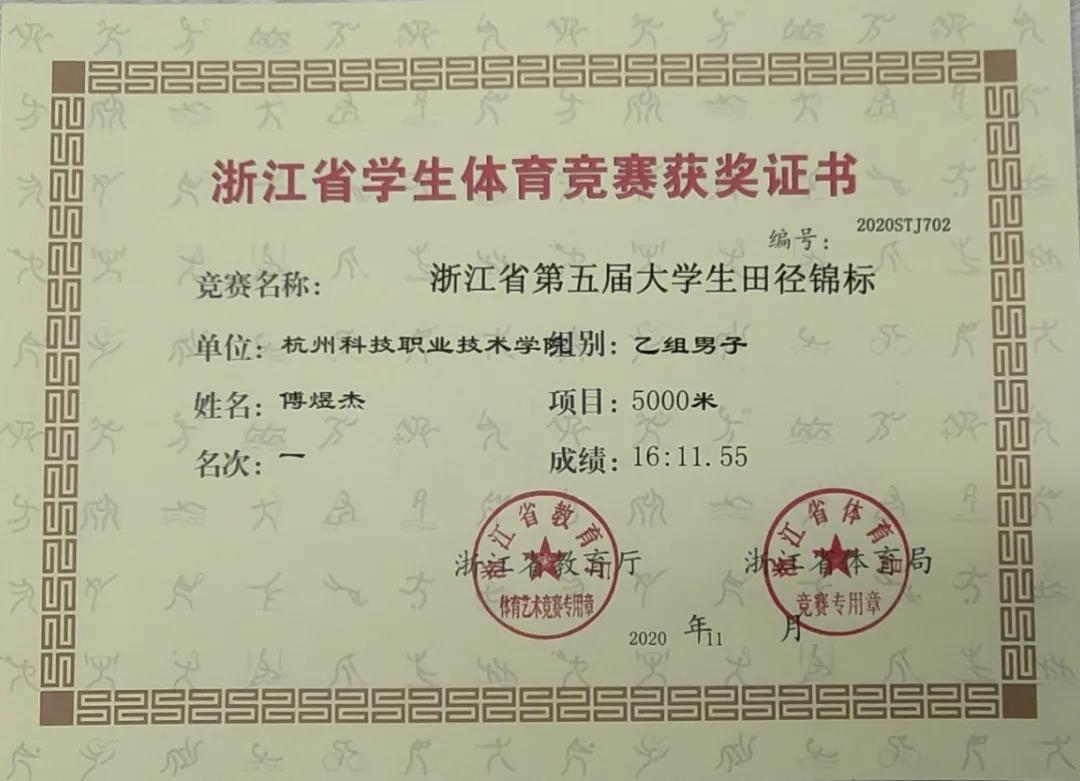 浙江省学生体育竞赛获奖证书
编号：2020STJ702
竞赛名称：浙江省第五届大学生田径锦标
单位：杭州科技职业技术学院 组别：乙组男子
姓名：傅煜杰 项目：5000米
名次：一 成绩：16:11.55
浙江省教育厅 浙江省体育局
浙江省教育厅 浙江省体育局
体育艺术竞赛专用章 竞赛专用章
2020 年 11 月